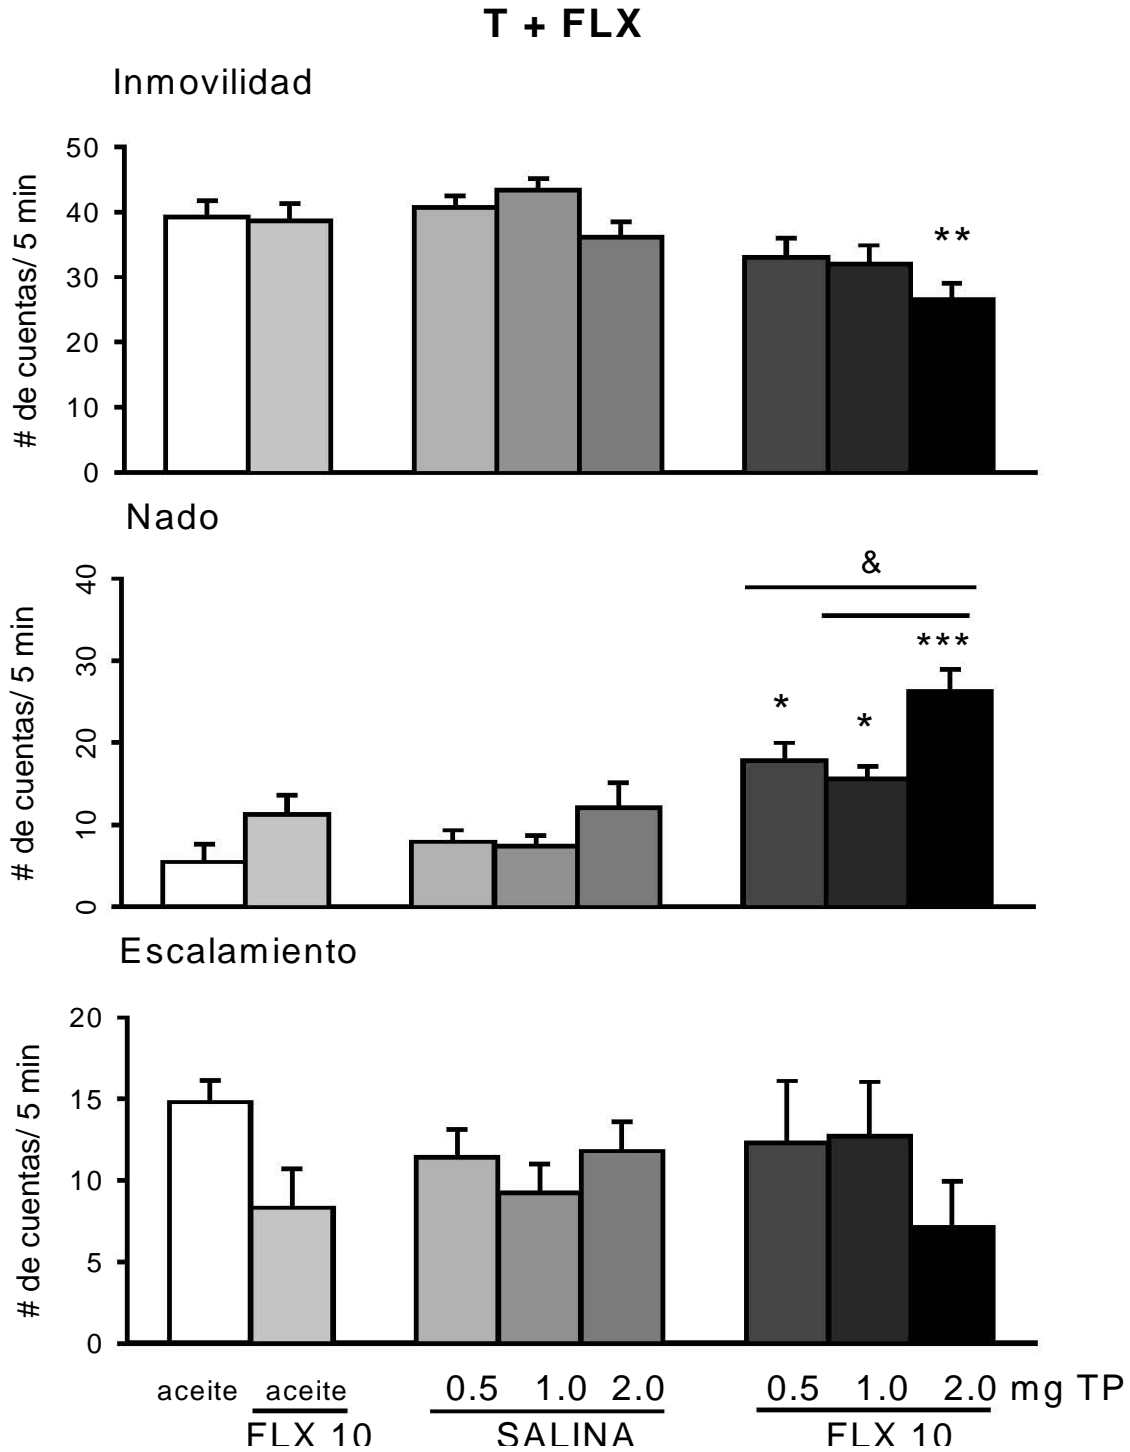 T + FLX
Inmovilidad
# de cuentas/ 5 min
50
40
30
20
10
0
**
Nado
# de cuentas/ 5 min
40
30
20
10
0
&
***
*
*
Escalamiento
# de cuentas/ 5 min
20
15
10
5
0
aceite aceite 0.5 1.0 2.0 0.5 1.0 2.0 mg TP
FLX 10 SALINA FLX 10